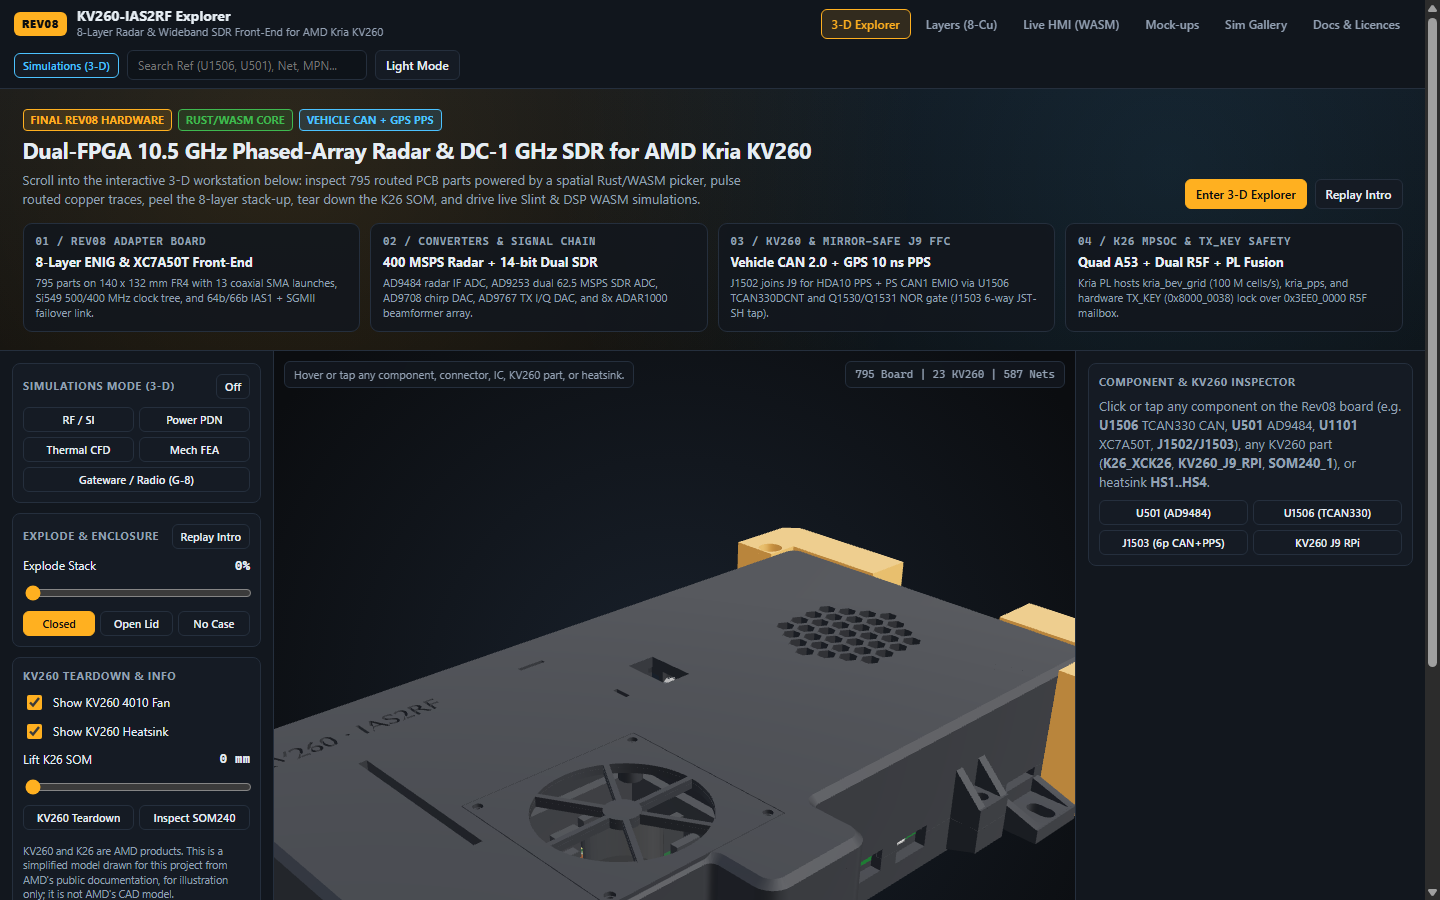 REV08
KV260-IAS2RF Explorer
8-Layer Radar & Wideband SDR Front-End for AMD Kria KV260
3-D Explorer
Layers (8-Cu)
Live HMI (WASM)
Mock-ups
Sim Gallery
Docs & Licences
Simulations (3-D)
Search Ref (U1506, U501), Net, MPN...
Light Mode
FINAL REV08 HARDWARE
RUST/WASM CORE
VEHICLE CAN + GPS PPS
Dual-FPGA 10.5 GHz Phased-Array Radar & DC-1 GHz SDR for AMD Kria KV260
Scroll into the interactive 3-D workstation below: inspect 795 routed PCB parts powered by a spatial Rust/WASM picker, pulse
routed copper traces, peel the 8-layer stack-up, tear down the K26 SOM, and drive live Slint & DSP WASM simulations.
Enter 3-D Explorer
Replay Intro
01 / REV08 ADAPTER BOARD
8-Layer ENIG & XC7A50T Front-End
795 parts on 140 x 132 mm FR4 with 13 coaxial SMA launches,
Si549 500/400 MHz clock tree, and 64b/66b IAS1 + SGMII
failover link.
02 / CONVERTERS & SIGNAL CHAIN
400 MSPS Radar + 14-bit Dual SDR
AD9484 radar IF ADC, AD9253 dual 62.5 MSPS SDR ADC,
AD9708 chirp DAC, AD9767 TX I/Q DAC, and 8x ADAR1000
beamformer array.
03 / KV260 & MIRROR-SAFE J9 FFC
Vehicle CAN 2.0 + GPS 10 ns PPS
J1502 joins J9 for HDA10 PPS + PS CAN1 EMIO via U1506
TCAN330DCNT and Q1530/Q1531 NOR gate (J1503 6-way JST-
SH tap).
04 / K26 MPSOC & TX_KEY SAFETY
Quad A53 + Dual R5F + PL Fusion
Kria PL hosts kria_bev_grid (100 M cells/s), kria_pps, and
hardware TX_KEY (0x8000_0038) lock over 0x3EE0_0000 R5F
mailbox.
SIMULATIONS MODE (3-D)
Off
RF / SI
Power PDN
Thermal CFD
Mech FEA
Gateware / Radio (G-8)
EXPLODE & ENCLOSURE
Replay Intro
Explode Stack
0%
Closed
Open Lid
No Case
KV260 TEARDOWN & INFO
Show KV260 4010 Fan
Show KV260 Heatsink
Lift K26 SOM
0 mm
KV260 Teardown
Inspect SOM240
KV260 and K26 are AMD products. This is a
simplified model drawn for this project from
AMD's public documentation, for illustration
only; it is not AMD's CAD model.
Hover or tap any component, connector, IC, KV260 part, or heatsink.
795 Board | 23 KV260 | 587 Nets
V260 · IAS2RF
COMPONENT & KV260 INSPECTOR
Click or tap any component on the Rev08 board (e.g.
U1506 TCAN330 CAN, U501 AD9484, U1101
XC7A50T, J1502/J1503), any KV260 part
(K26_XCK26, KV260_J9_RPI, SOM240_1), or
heatsink HS1..HS4.
U501 (AD9484)
U1506 (TCAN330)
J1503 (6p CAN+PPS)
KV260 J9 RPi